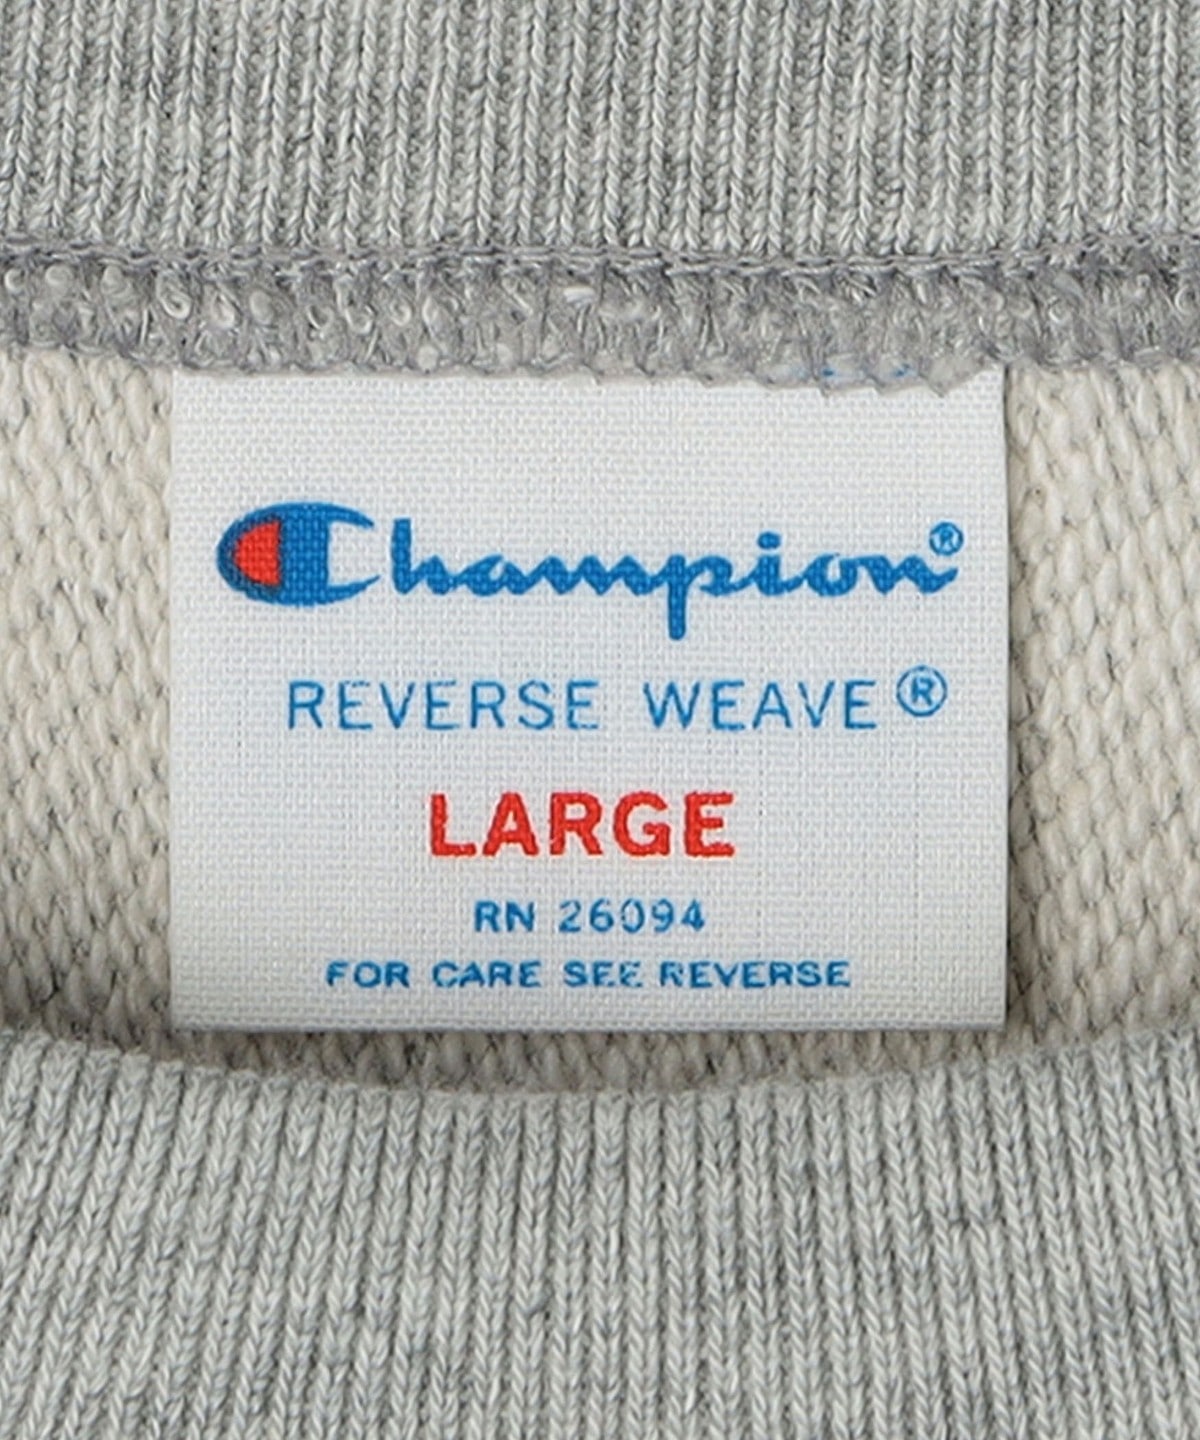 Champion®
REVERSE WEAVE®
LARGE
RN 26094
FOR CARE SEE REVERSE